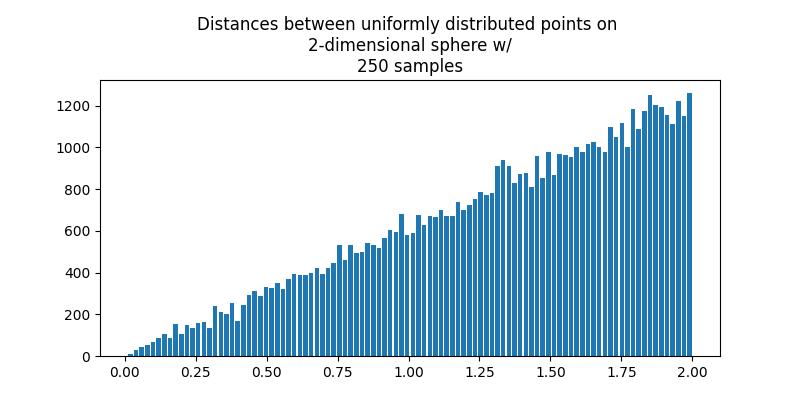 Distances between uniformly distributed points on
2-dimensional sphere w/
250 samples
1200
1000
800
600
400
200
0
0.00 0.25 0.50 0.75 1.00 1.25 1.50 1.75 2.00